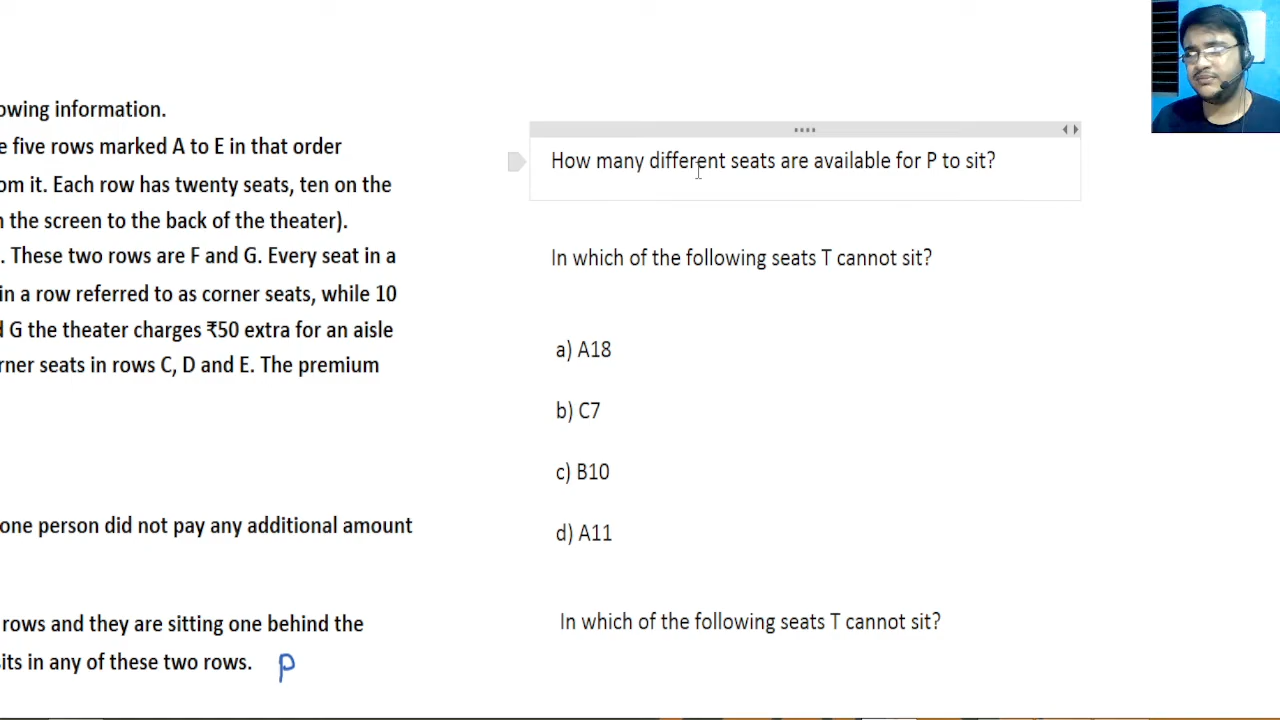 owing information.
e five rows marked A to E in that order
om it. Each row has twenty seats, ten on the
n the screen to the back of the theater).
. These two rows are F and G. Every seat in a
in a row referred to as corner seats, while 10
d G the theater charges ₹50 extra for an aisle
rner seats in rows C, D and E. The premium
one person did not pay any additional amount
rows and they are sitting one behind the
sits in any of these two rows. P
How many different seats are available for P to sit?
In which of the following seats T cannot sit?
a) A18
b) C7
c) B10
d) A11
In which of the following seats T cannot sit?